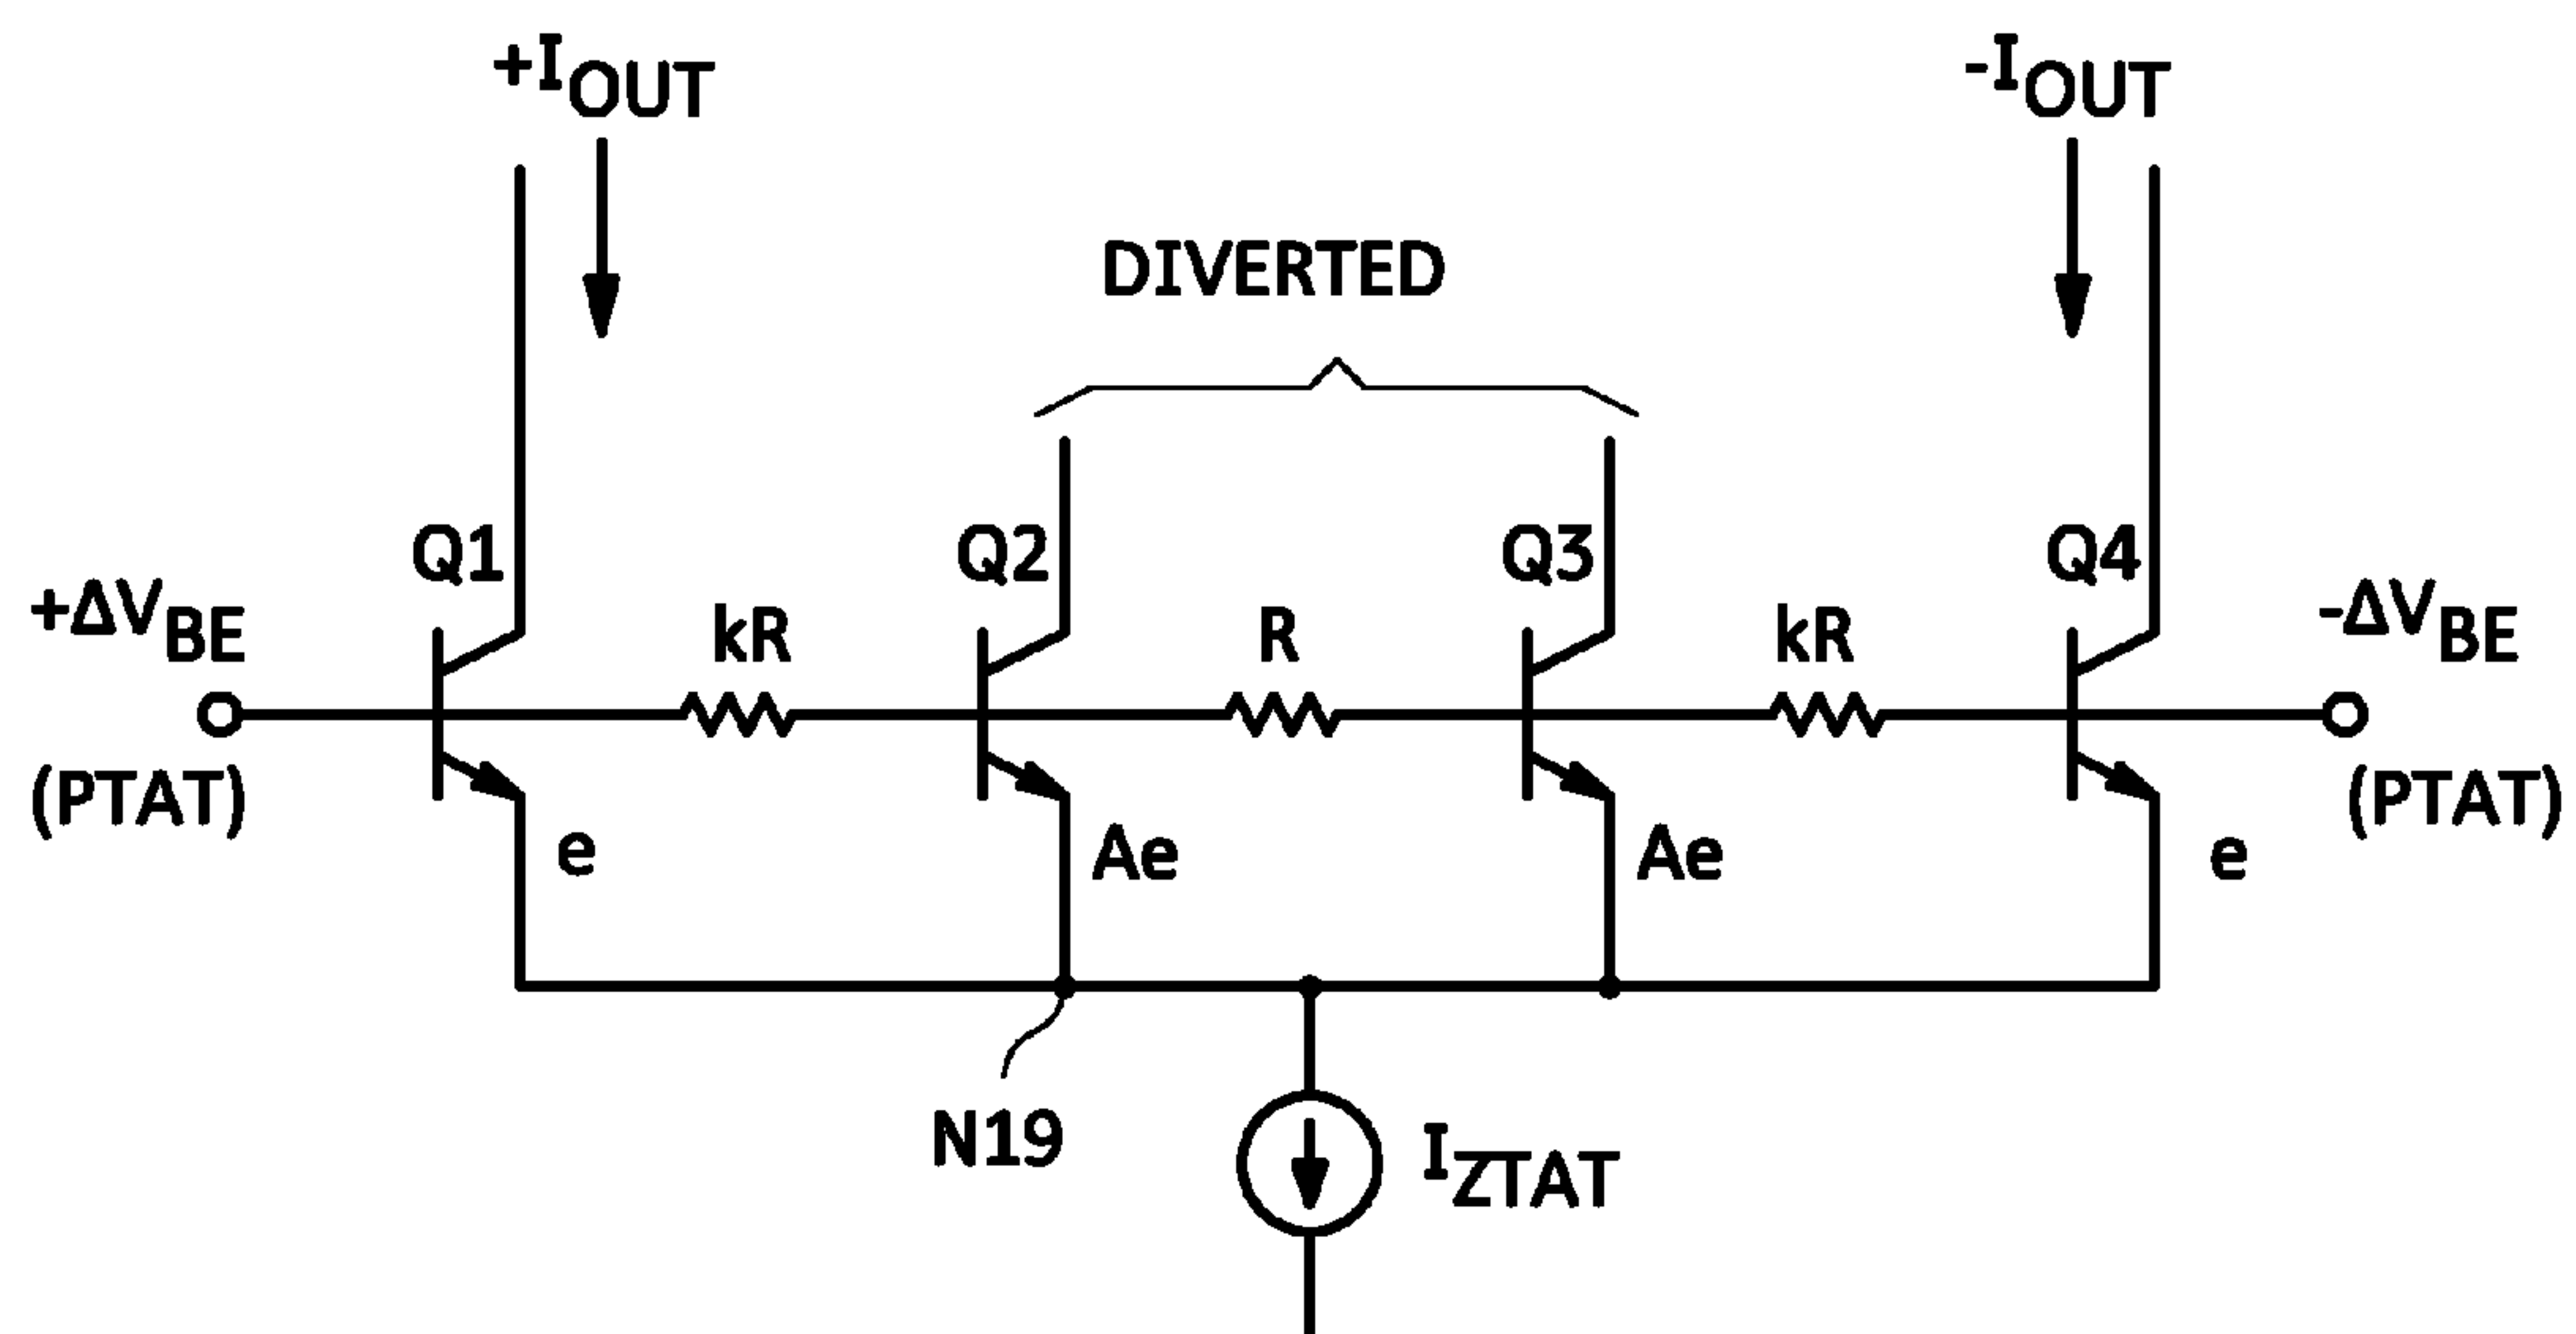 +IOUT
-IOUT
DIVERTED
Q1
Q2
Q3
Q4
+ΔVBE
kR
R
kR
-ΔVBE
(PTAT)
(PTAT)
e
Ae
Ae
e
N19
IZTAT